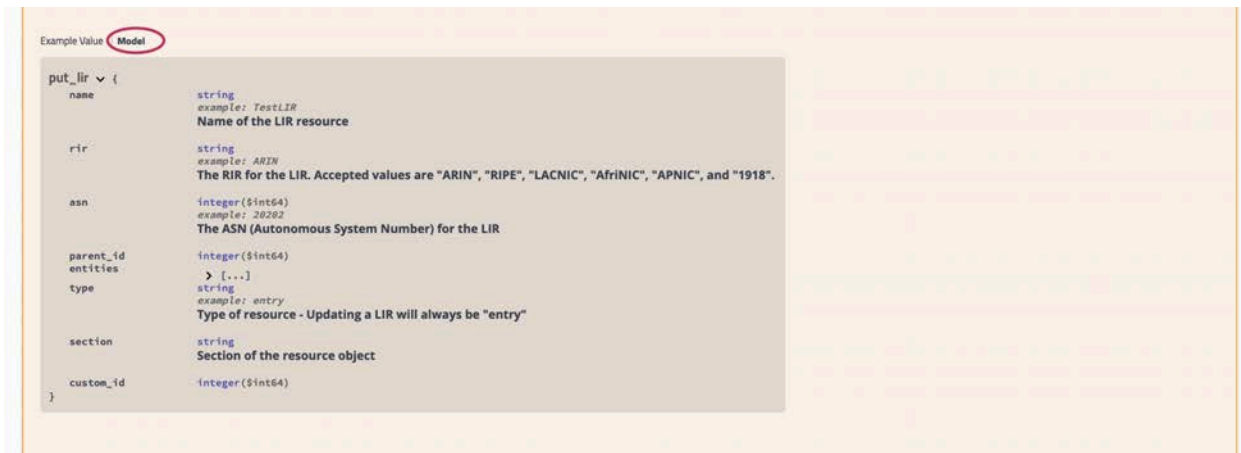 Example Value Model
put_lir {
name string
example: TestLIR
Name of the LIR resource
rir string
example: ARIN
The RIR for the LIR. Accepted values are "ARIN", "RIPE", "LACNIC", "AfriNIC", "APNIC", and "1918".
asn integer($int64)
example: 20202
The ASN (Autonomous System Number) for the LIR
parent_id integer($int64)
entities > [...]
type string
example: entry
Type of resource - Updating a LIR will always be "entry"
section string
Section of the resource object
custom_id integer($int64)
}